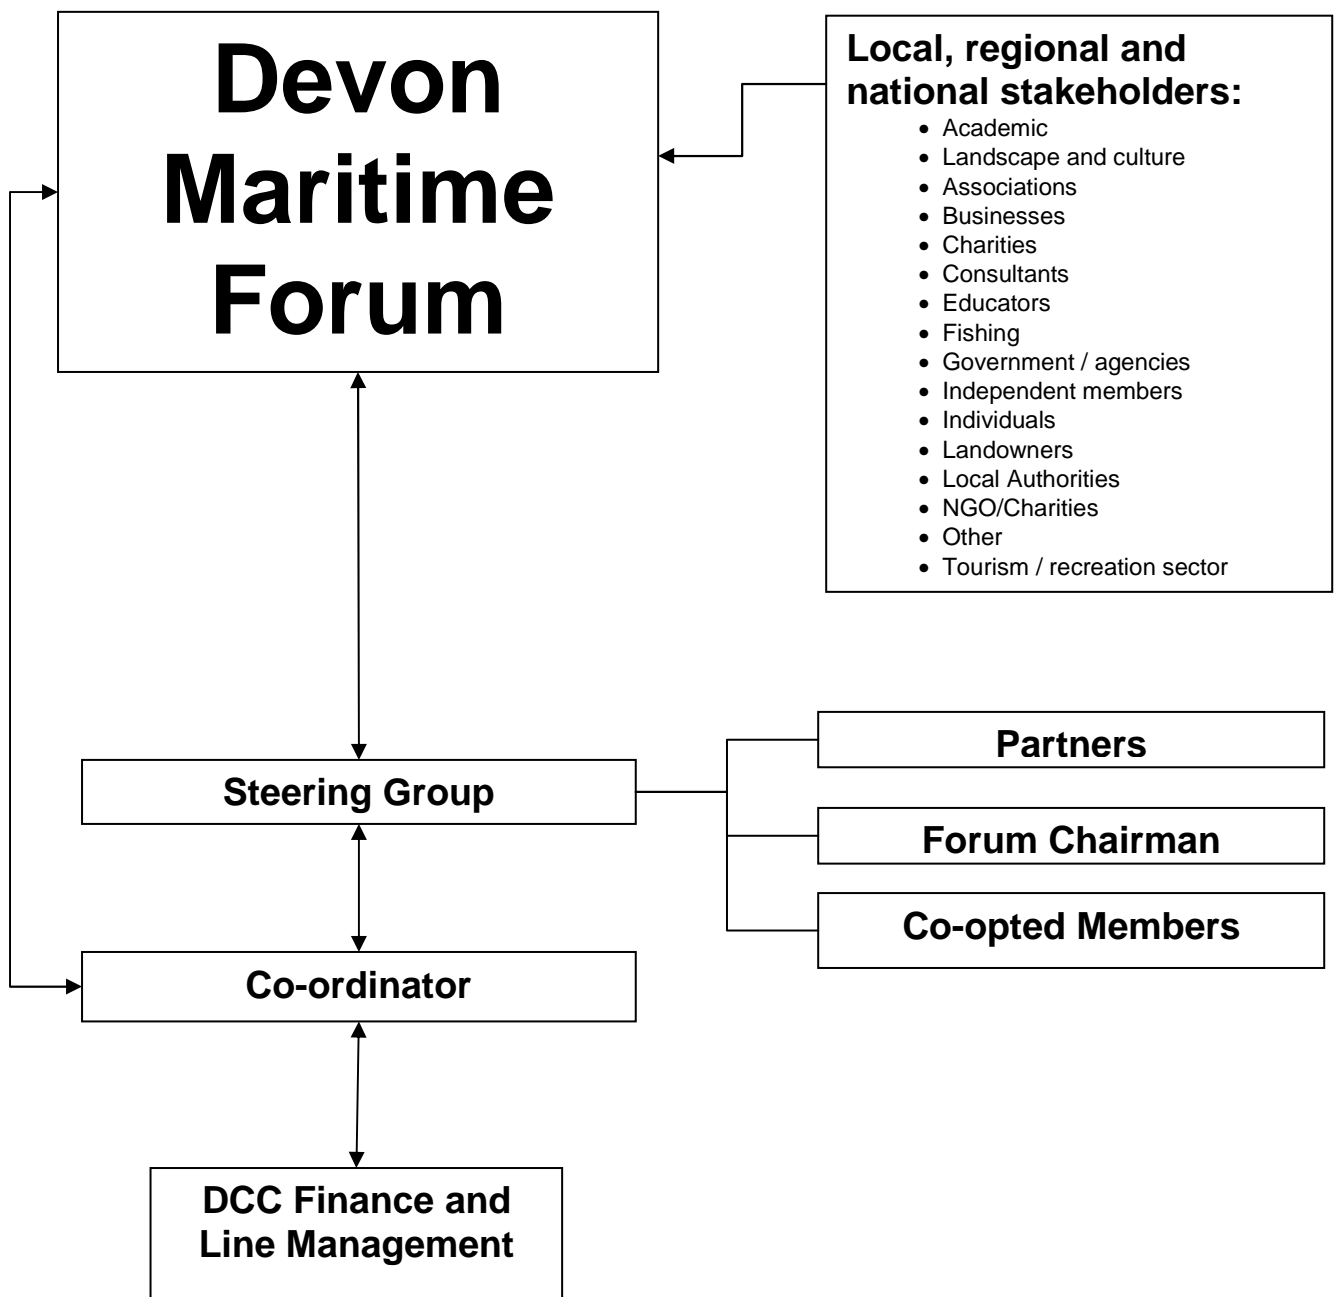 Devon
Maritime
Forum
Local, regional and
national stakeholders:
• Academic
• Landscape and culture
• Associations
• Businesses
• Charities
• Consultants
• Educators
• Fishing
• Government / agencies
• Independent members
• Individuals
• Landowners
• Local Authorities
• NGO/Charities
• Other
• Tourism / recreation sector
Steering Group
Partners
Forum Chairman
Co-opted Members
Co-ordinator
DCC Finance and
Line Management